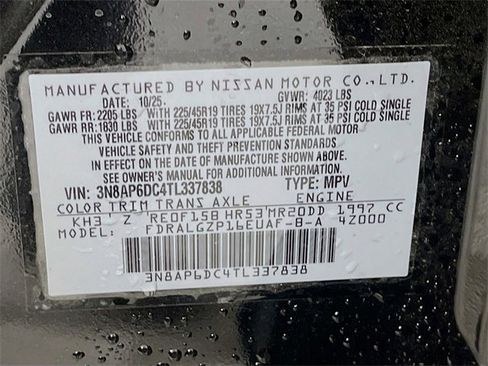 MANUFACTURED BY NISSAN MOTOR CO.,LTD.
DATE: 10/25 GVWR: 4023 LBS
GAWR FR: 2205 LBS WITH 225/45R19 TIRES 19X7.5J RIMS AT 35 PSI COLD SINGLE
GAWR RR: 1830 LBS WITH 225/45R19 TIRES 19X7.5J RIMS AT 35 PSI COLD SINGLE
THIS VEHICLE CONFORMS TO ALL APPLICABLE FEDERAL MOTOR
VEHICLE SAFETY AND THEFT PREVENTION STANDARDS
IN EFFECT ON THE DATE OF MANUFACTURE SHOWN ABOVE.
SEE OWNER'S MANUAL FOR ADDITIONAL INFORMATION.
VIN: 3N8AP6DC4TL337838 TYPE: MPV
COLOR TRIM TRANS AXLE ENGINE
KH3 Z RE0F15B HR53 MR20DD 1997 CC
EQUIPMENT: FDRALGZP1GEUAF-B-A 4Z000
3N8AP6DC4TL337838